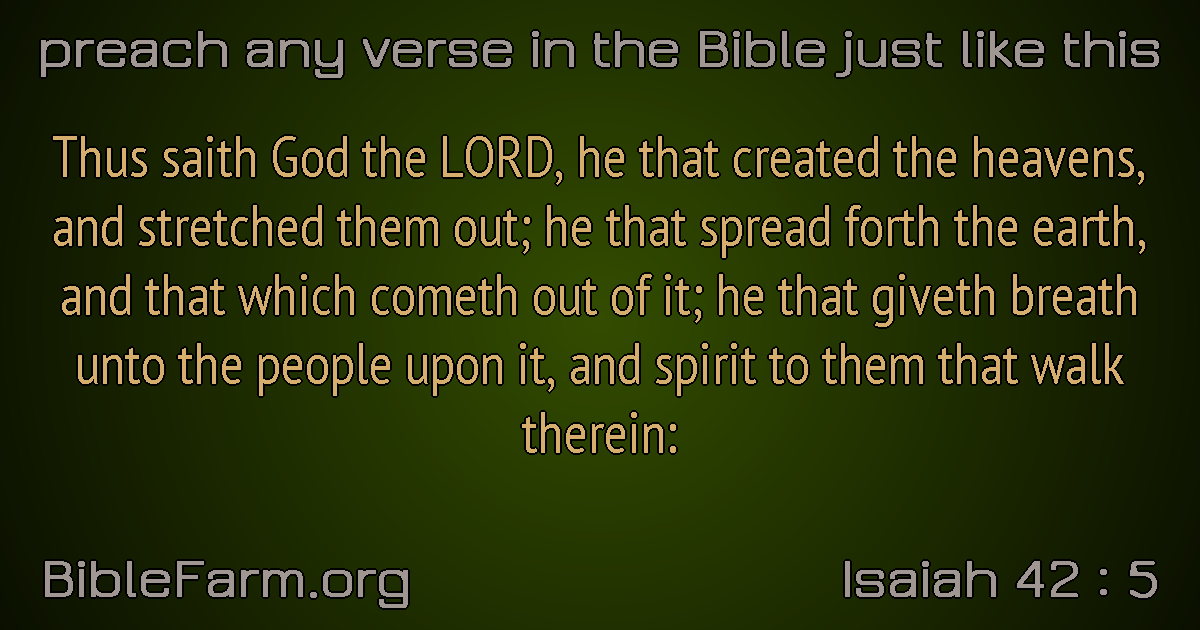 preach any verse in the Bible just like this
Thus saith God the LORD, he that created the heavens,
and stretched them out; he that spread forth the earth,
and that which cometh out of it; he that giveth breath
unto the people upon it, and spirit to them that walk
therein:
BibleFarm.org
Isaiah 42 : 5